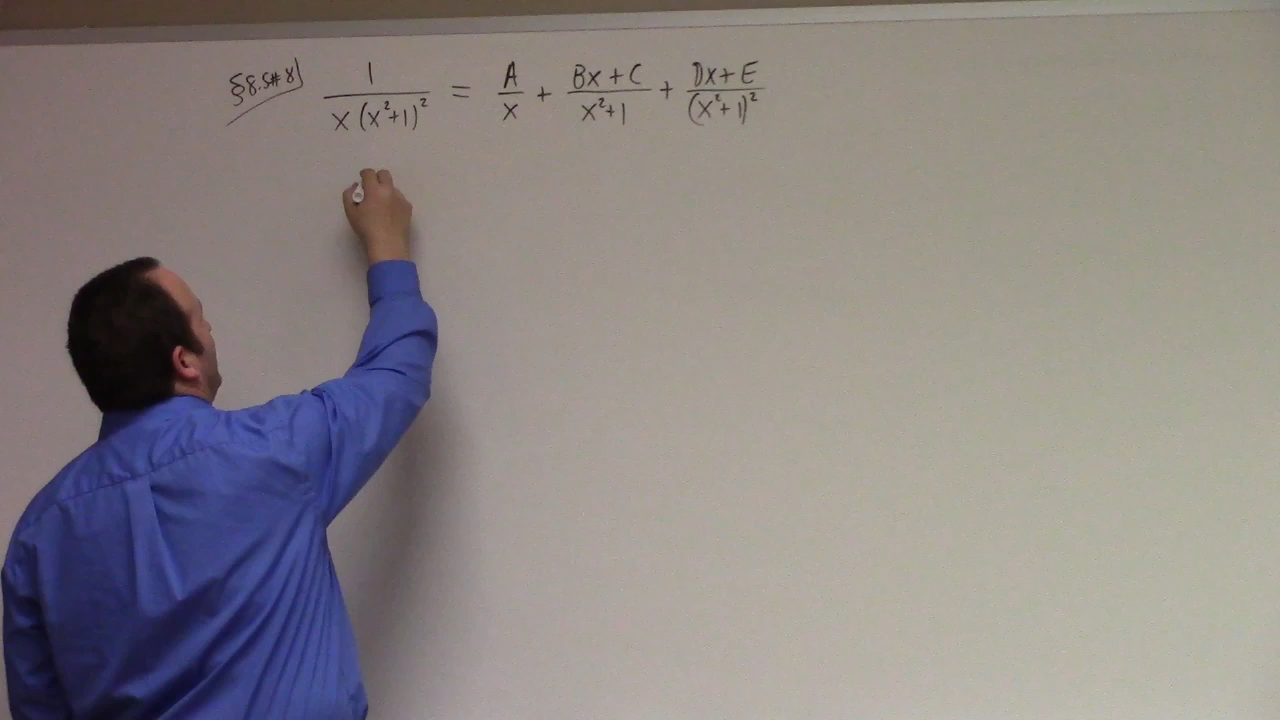 §8.5#8) 1/(x(x²+1)²) = A/x + (Bx+C)/(x²+1) + (Dx+E)/(x²+1)²